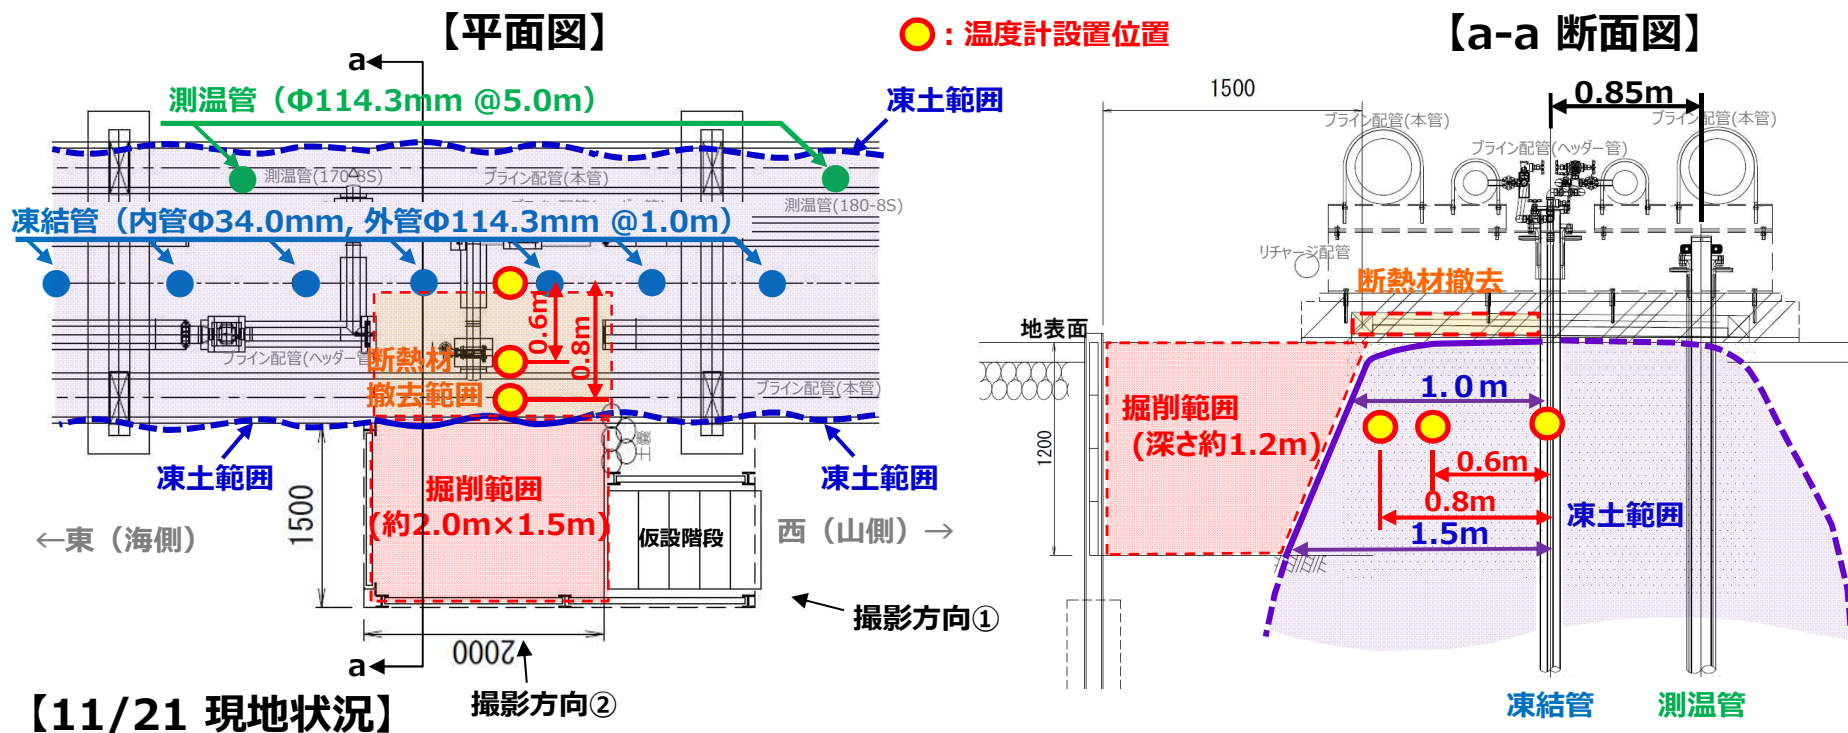 【平面図】
：温度計設置位置
【a-a 断面図】
a
測温管（Φ114.3mm @5.0m）
凍土範囲
測温管(170-8S)
ブライン配管(本管)
測温管(180-8S)
凍結管（内管Φ34.0mm, 外管Φ114.3mm @1.0m）
0.6m
0.8m
ブライン配管(ヘッダー管)
断熱材
撤去範囲
ブライン配管(本管)
凍土範囲
凍土範囲
土嚢
掘削範囲
(約2.0m×1.5m)
1500
仮設階段
←東（海側）
西（山側）→
撮影方向①
2000
a
撮影方向②
【11/21 現地状況】
1500
0.85m
ブライン配管(本管)
ブライン配管(ヘッダー管)
ブライン配管(本管)
リチャージ配管
断熱材撤去
地表面
1.0m
掘削範囲
(深さ約1.2m)
1200
0.6m
0.8m
1.5m
凍土範囲
凍結管
測温管